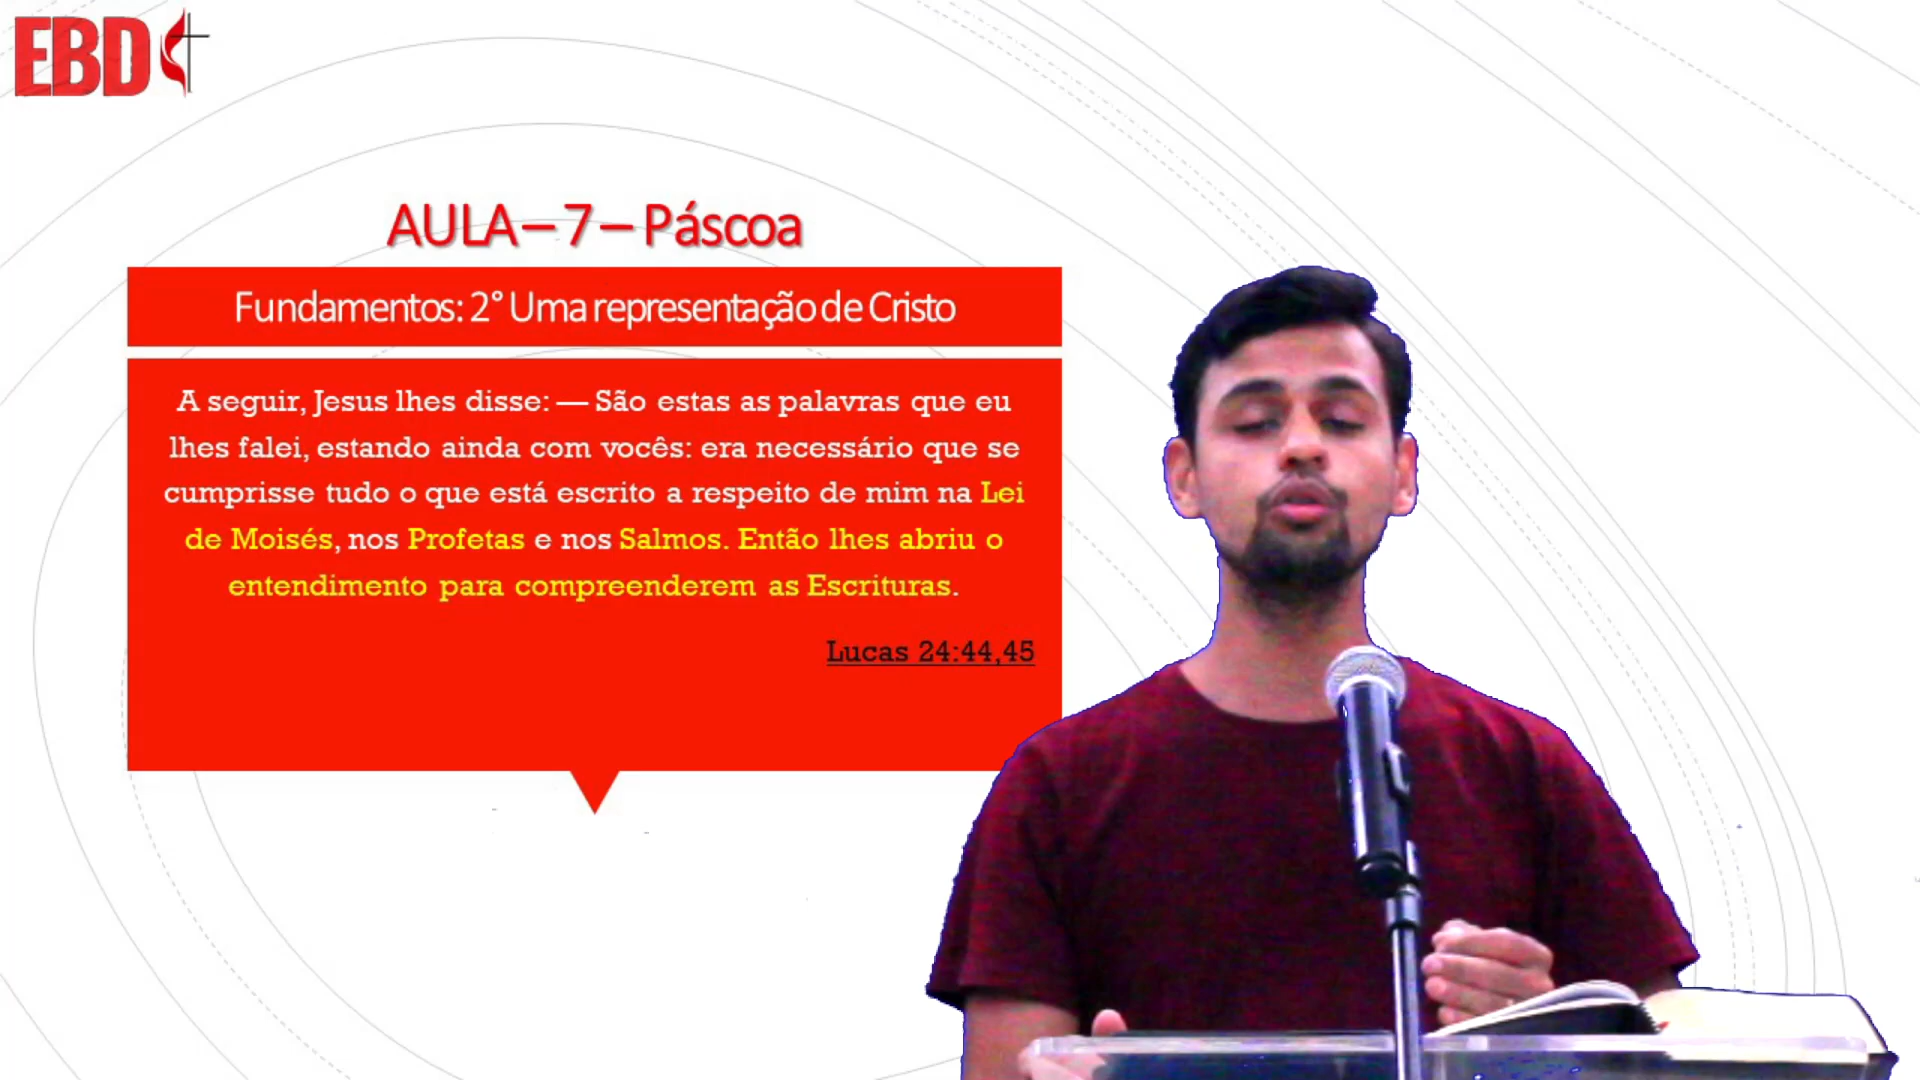 EBD
AULA – 7 – Páscoa
Fundamentos: 2° Uma representação de Cristo
A seguir, Jesus lhes disse: — São estas as palavras que eu
lhes falei, estando ainda com vocês: era necessário que se
cumprisse tudo o que está escrito a respeito de mim na Lei
de Moisés, nos Profetas e nos Salmos. Então lhes abriu o
entendimento para compreenderem as Escrituras.
Lucas 24:44,45